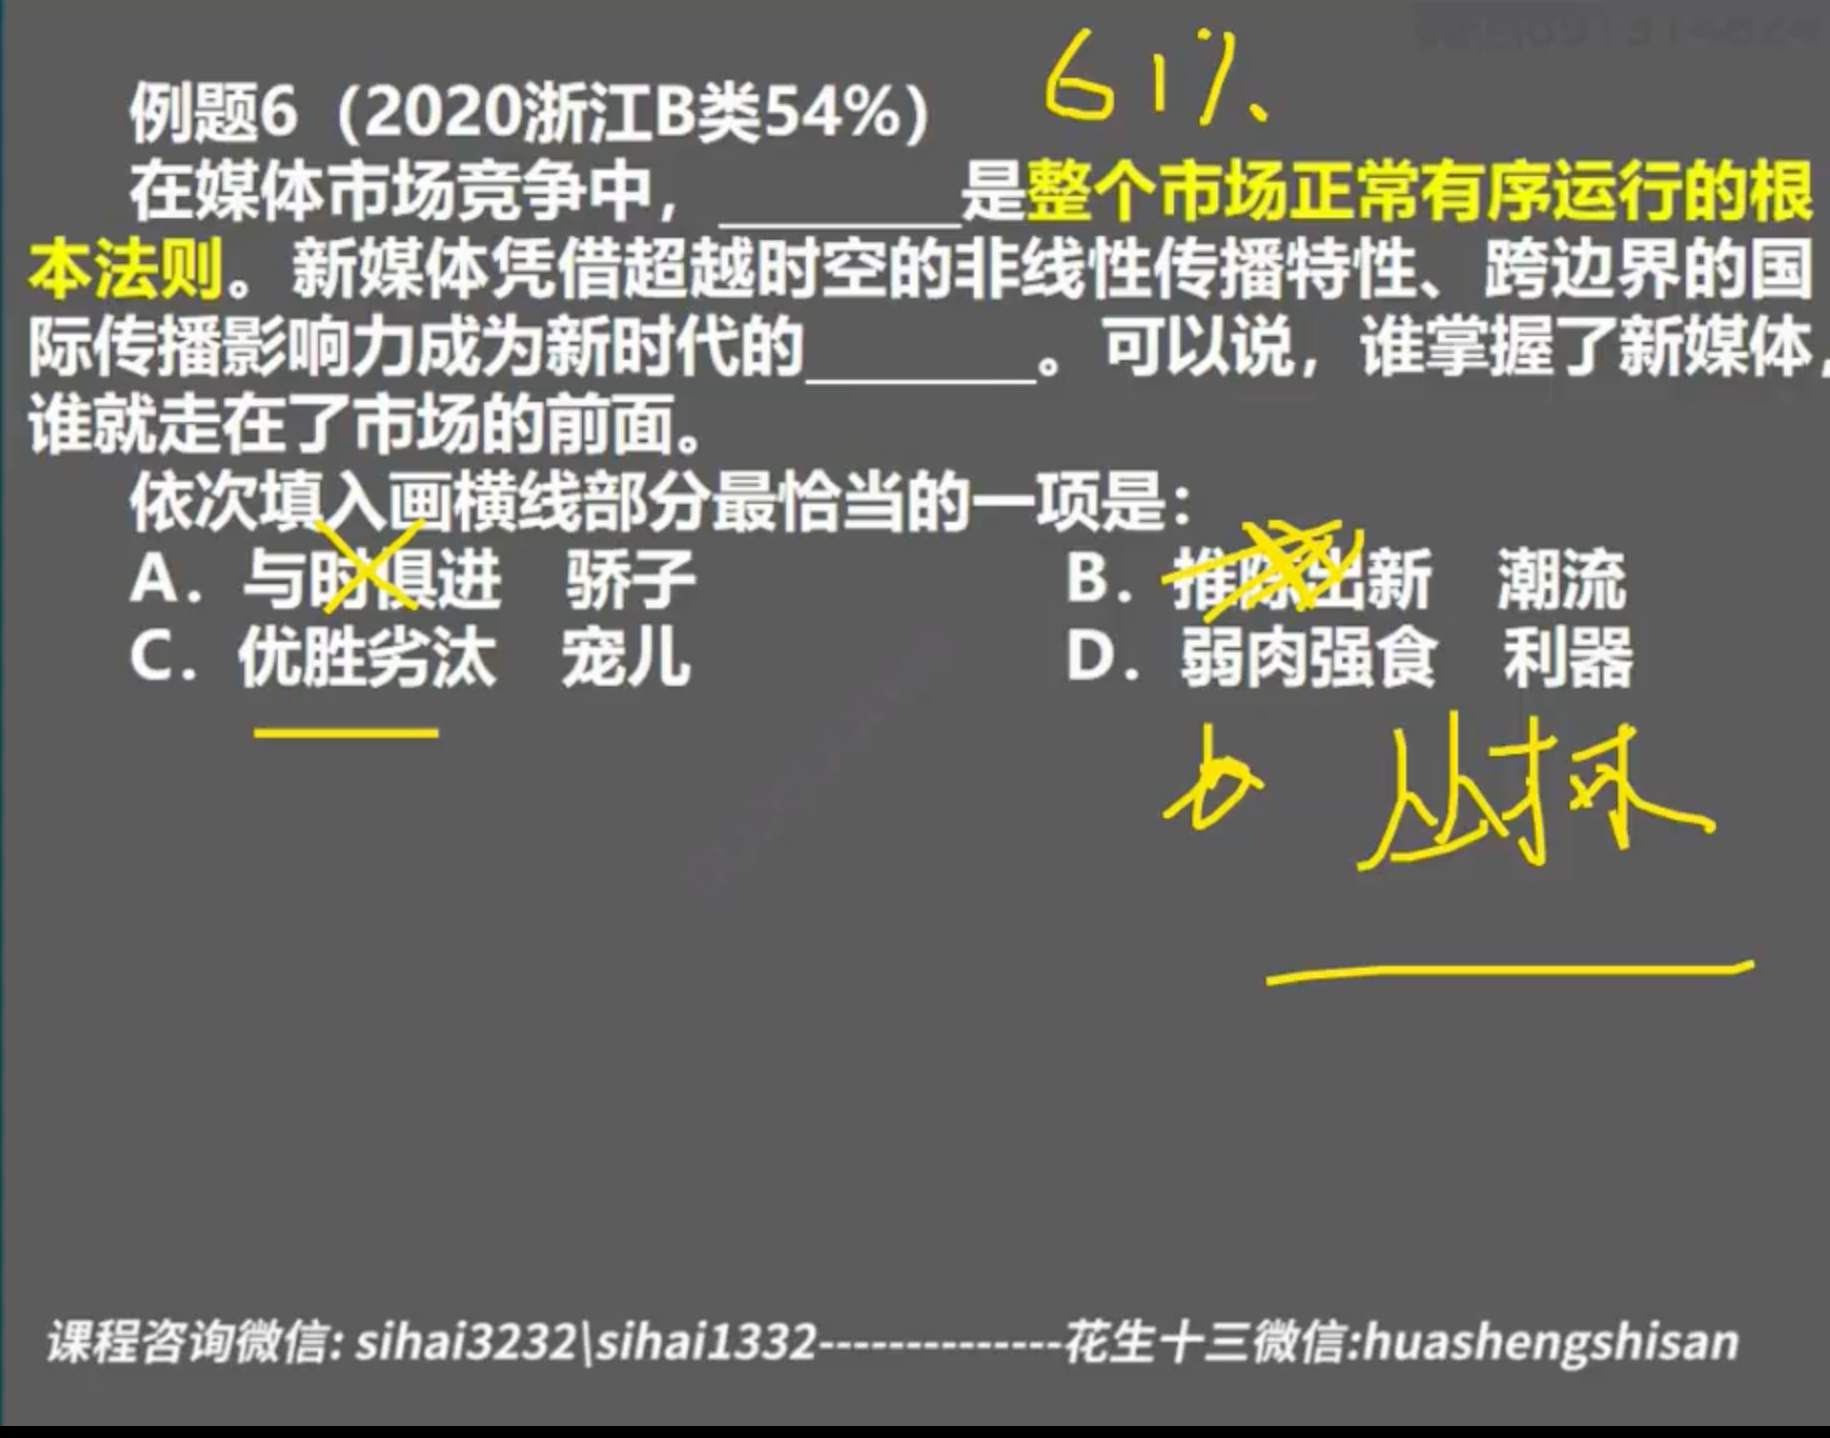 61%
例题6（2020浙江B类54%）
在媒体市场竞争中，________是整个市场正常有序运行的根
本法则。新媒体凭借超越时空的非线性传播特性、跨边界的国
际传播影响力成为新时代的________。可以说，谁掌握了新媒体，
谁就走在了市场的前面。
依次填入画横线部分最恰当的一项是：
A．与时俱进 骄子
B．推陈出新 潮流
C．优胜劣汰 宠儿
D．弱肉强食 利器
丛林
课程咨询微信: sihai3232\sihai1332--------------花生十三微信:huashengshisan